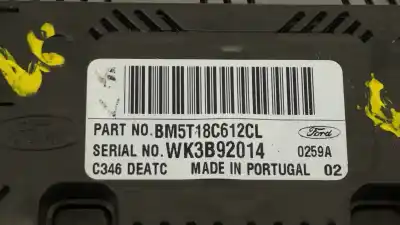 PART NO. BM5T18C612CL
Ford
SERIAL NO. WK3B92014 0259A
C346 DEATC MADE IN PORTUGAL 02